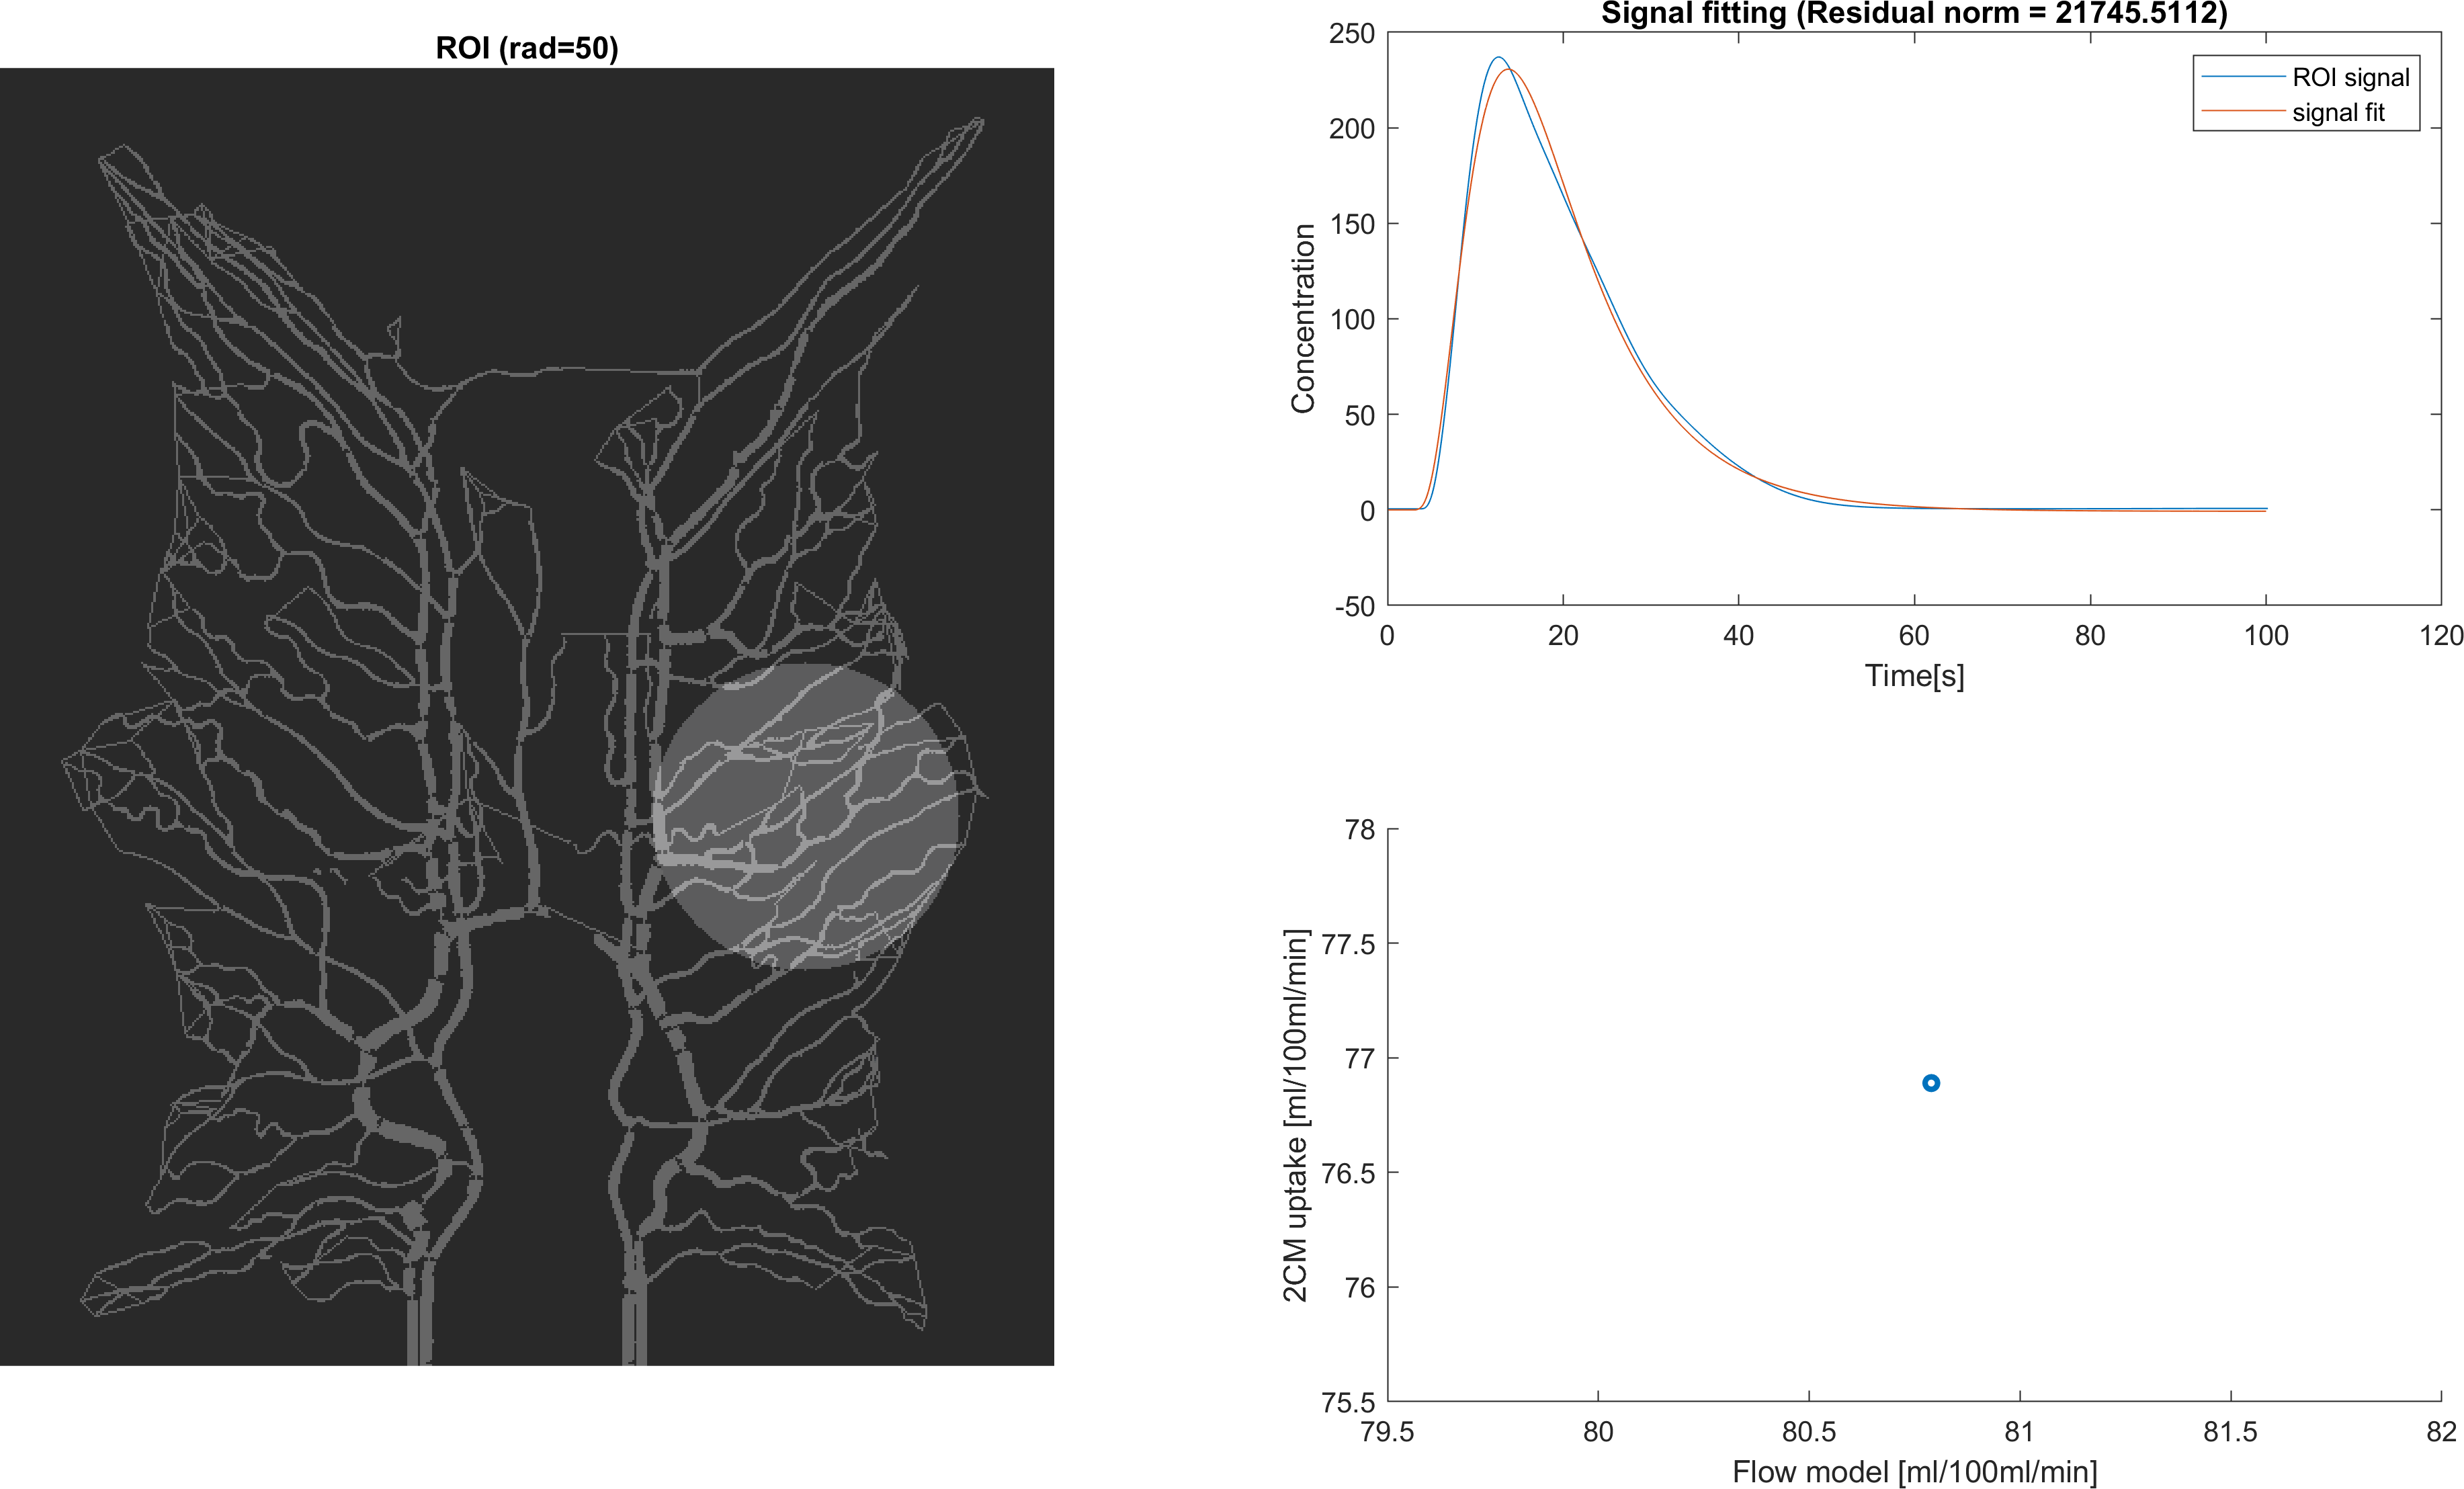 ROI (rad=50)
Signal fitting (Residual norm = 21745.5112)
250
200
150
100
50
0
-50
Concentration
ROI signal
signal fit
0 20 40 60 80 100 120
Time[s]
78
77.5
77
76.5
76
75.5
2CM uptake [ml/100ml/min]
79.5 80 80.5 81 81.5 82
Flow model [ml/100ml/min]